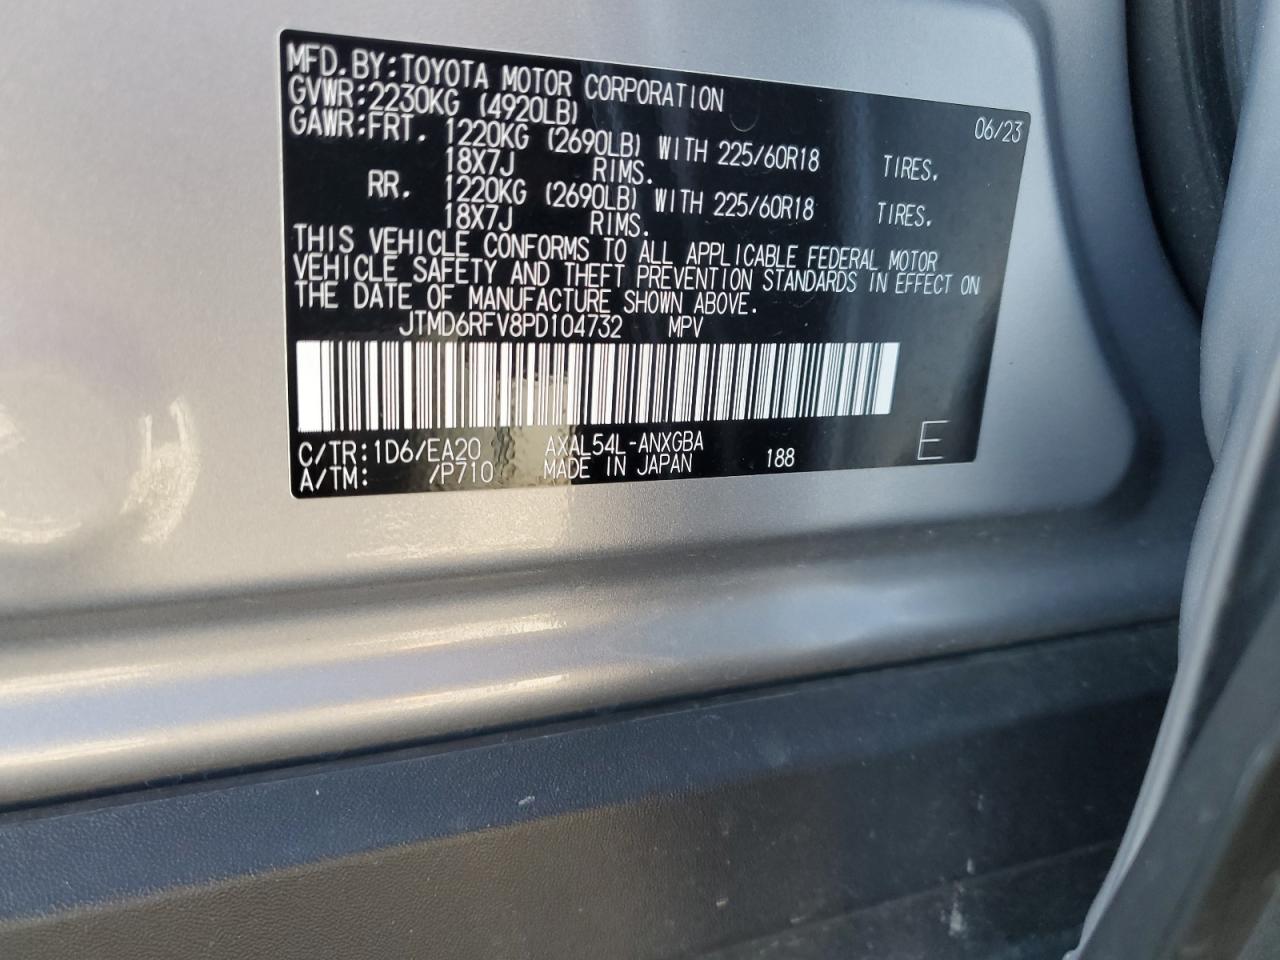 MFD.BY:TOYOTA MOTOR CORPORATION 06/23
GVWR:2230KG (4920LB)
GAWR:FRT. 1220KG (2690LB) WITH 225/60R18 TIRES.
18X7J RIMS.
RR. 1220KG (2690LB) WITH 225/60R18 TIRES.
18X7J RIMS.
THIS VEHICLE CONFORMS TO ALL APPLICABLE FEDERAL MOTOR
VEHICLE SAFETY AND THEFT PREVENTION STANDARDS IN EFFECT ON
THE DATE OF MANUFACTURE SHOWN ABOVE.
JTMD6RFV8PD104732 MPV
C/TR:1D6/EA20 AXAL54L-ANXGBA
A/TM: /P710 MADE IN JAPAN 188 E